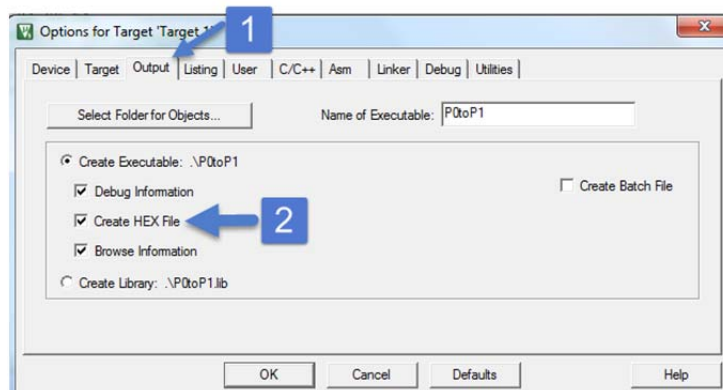 Options for Target 'Target 1'
1
Device Target Output Listing User C/C++ Asm Linker Debug Utilities
Select Folder for Objects... Name of Executable: P0toP1
Create Executable: .\P0toP1
Debug Information Create Batch File
Create HEX File 2
Browse Information
Create Library: .\P0toP1.lib
OK Cancel Defaults Help